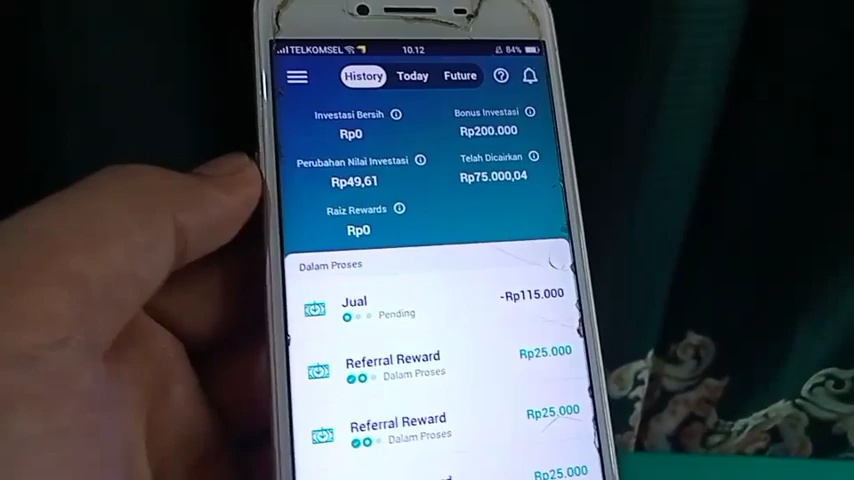 TELKOMSEL 10.12 84%
History Today Future
Investasi Bersih Bonus Investasi
Rp0 Rp200.000
Perubahan Nilai Investasi Telah Dicairkan
Rp49,61 Rp75.000,04
Raiz Rewards
Rp0
Dalam Proses
Jual -Rp115.000
Pending
Referral Reward Rp25.000
Dalam Proses
Referral Reward Rp25.000
Dalam Proses
Rp25.000